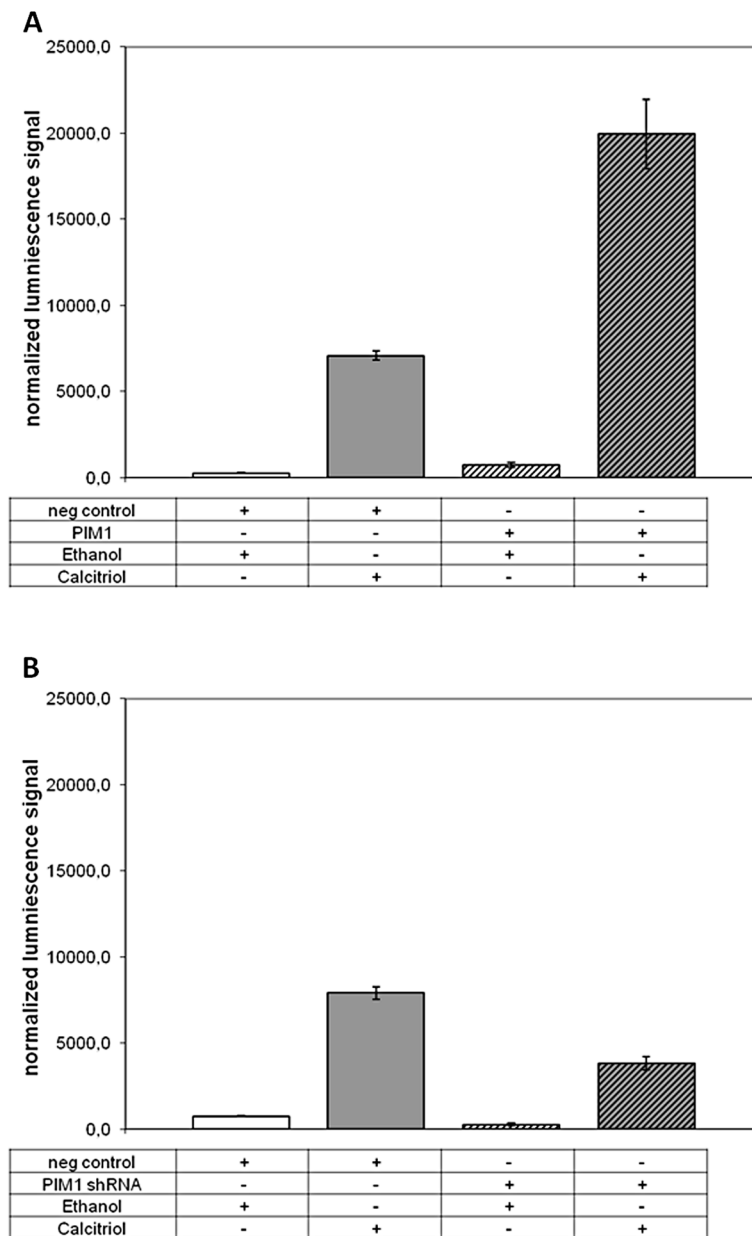 A
25000,0
20000,0
15000,0
10000,0
5000,0
0,0
normalized lumniescence signal
neg control + + - -
PIM1 - - + +
Ethanol + - + -
Calcitriol - + - +
B
25000,0
20000,0
15000,0
10000,0
5000,0
0,0
normalized lumniescence signal
neg control + + - -
PIM1 shRNA - - + +
Ethanol + - + -
Calcitriol - + - +